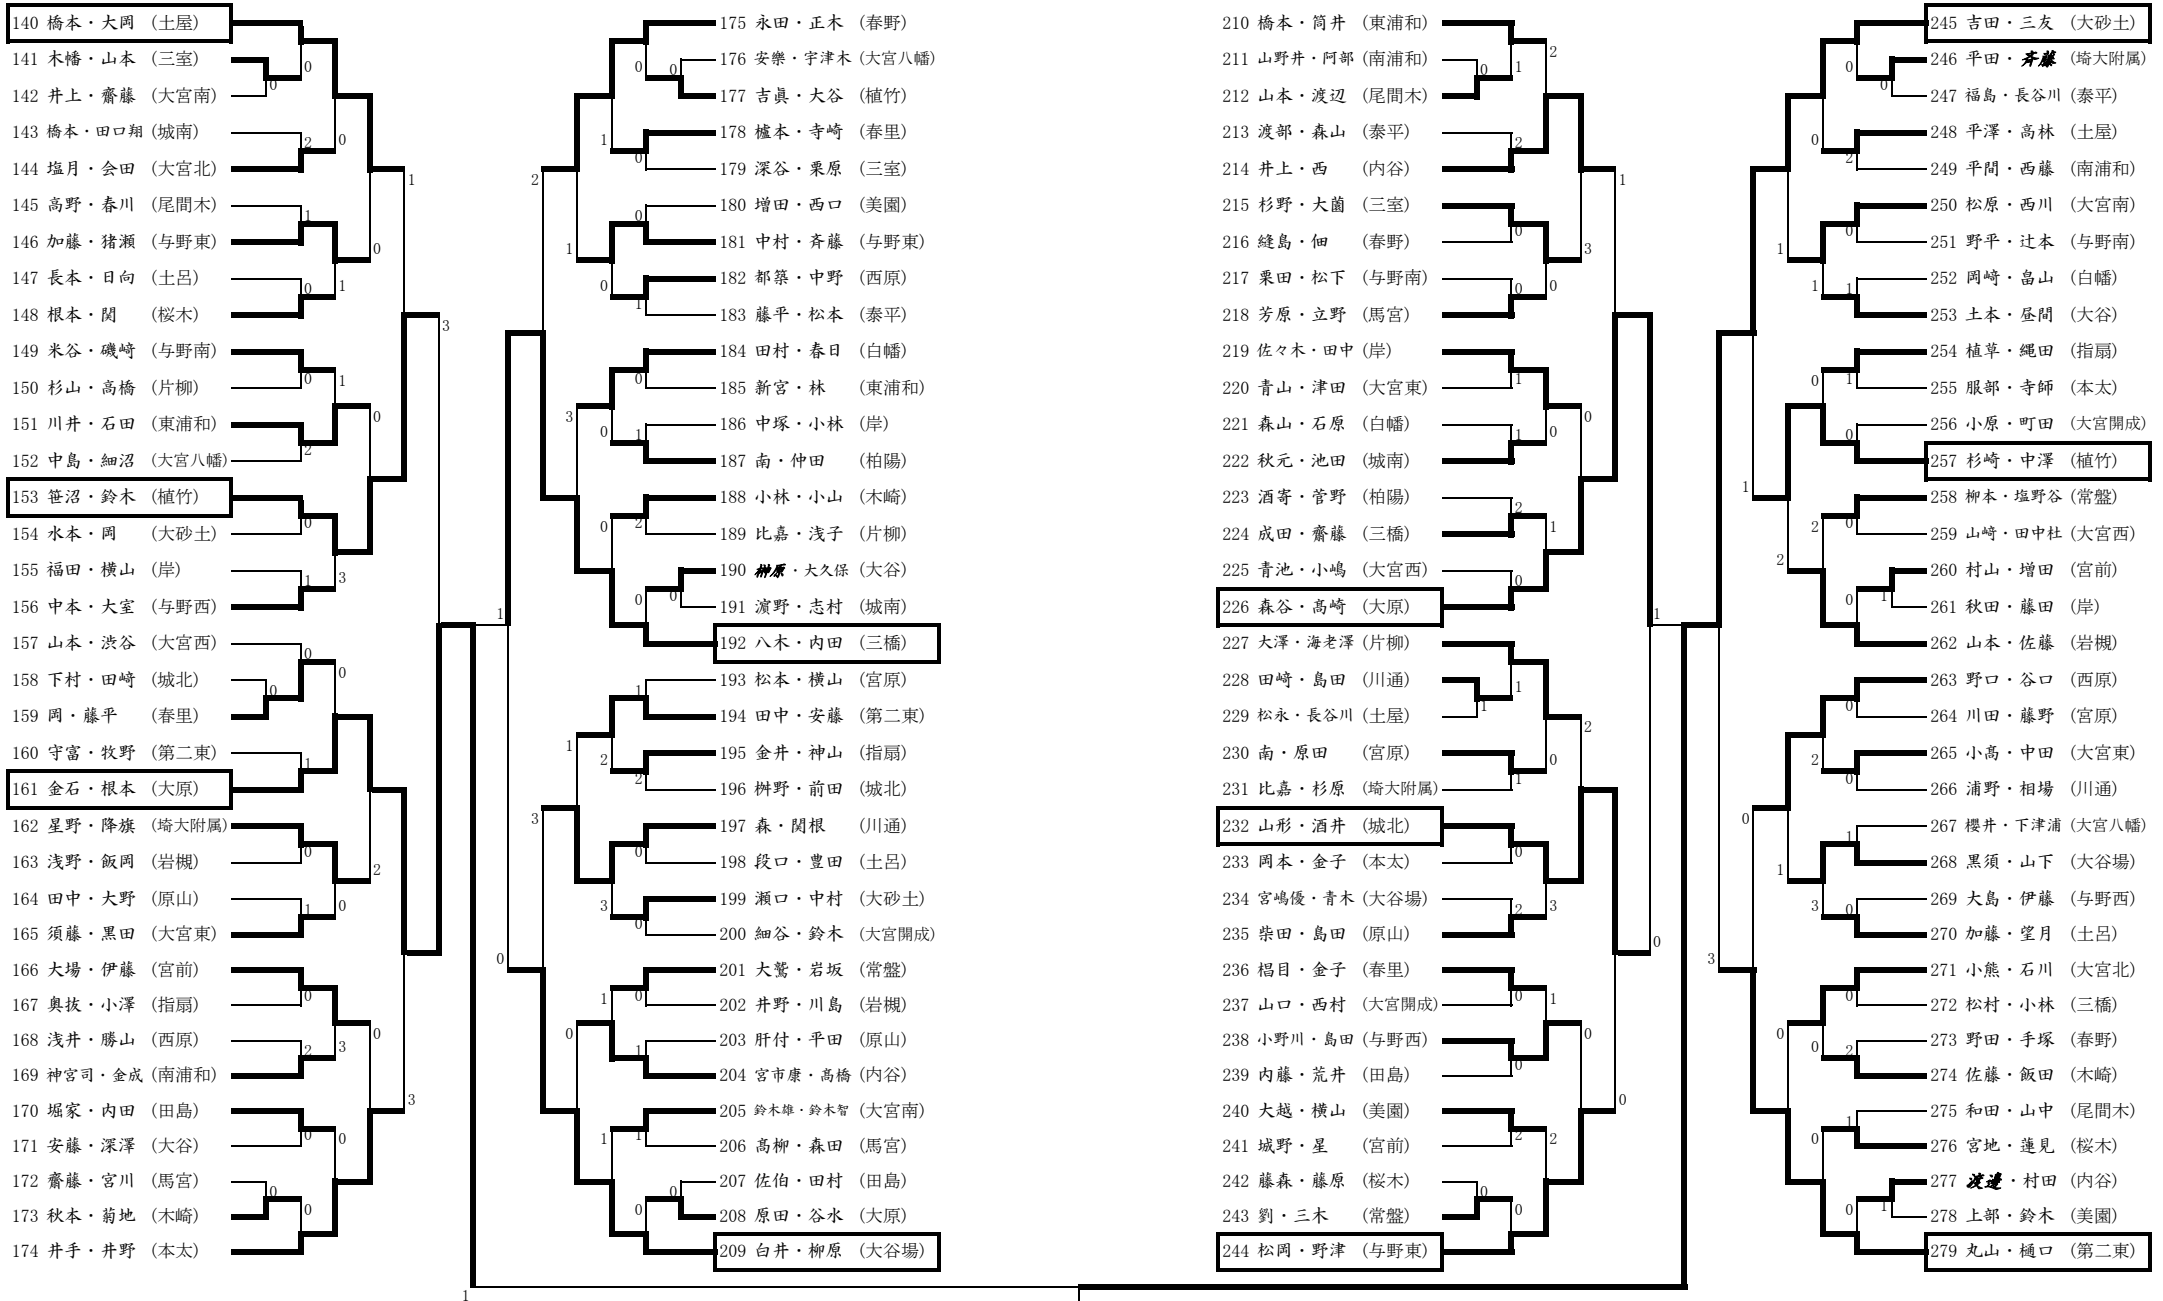 140 橋本・大岡 (土屋)
141 木幡・山本 (三室)
142 井上・齋藤 (大宮南)
143 橋本・田口翔 (城南)
144 塩月・会田 (大宮北)
145 高野・春川 (尾間木)
146 加藤・猪瀬 (与野東)
147 長本・日向 (土呂)
148 根本・関 (桜木)
149 米谷・磯﨑 (与野南)
150 杉山・高橋 (片柳)
151 川井・石田 (東浦和)
152 中島・細沼 (大宮八幡)
153 笹沼・鈴木 (植竹)
154 水本・岡 (大砂土)
155 福田・横山 (岸)
156 中本・大室 (与野西)
157 山本・渋谷 (大宮西)
158 下村・田﨑 (城北)
159 岡・藤平 (春里)
160 守富・牧野 (第二東)
161 金石・根本 (大原)
162 星野・降旗 (埼大附属)
163 浅野・飯岡 (岩槻)
164 田中・大野 (原山)
165 須藤・黒田 (大宮東)
166 大場・伊藤 (宮前)
167 奥抜・小澤 (指扇)
168 浅井・勝山 (西原)
169 神宮司・金成 (南浦和)
170 堀家・内田 (田島)
171 安藤・深澤 (大谷)
172 齋藤・宮川 (馬宮)
173 秋本・菊地 (木崎)
174 井手・井野 (本太)
175 永田・正木 (春野)
176 安樂・宇津木 (大宮八幡)
177 吉眞・大谷 (植竹)
178 櫨本・寺崎 (春里)
179 深谷・栗原 (三室)
180 増田・西口 (美園)
181 中村・斉藤 (与野東)
182 都築・中野 (西原)
183 藤平・松本 (泰平)
184 田村・春日 (白幡)
185 新宮・林 (東浦和)
186 中塚・小林 (岸)
187 南・仲田 (柏陽)
188 小林・小山 (木崎)
189 比嘉・浅子 (片柳)
190 榊原・大久保 (大谷)
191 濵野・志村 (城南)
192 八木・内田 (三橋)
193 松本・横山 (宮原)
194 田中・安藤 (第二東)
195 金井・神山 (指扇)
196 桝野・前田 (城北)
197 森・関根 (川通)
198 段口・豊田 (土呂)
199 瀬口・中村 (大砂土)
200 細谷・鈴木 (大宮開成)
201 大鷲・岩坂 (常盤)
202 井野・川島 (岩槻)
203 肝付・平田 (原山)
204 宮市康・高橋 (内谷)
205 鈴木雄・鈴木智 (大宮南)
206 髙柳・森田 (馬宮)
207 佐伯・田村 (田島)
208 原田・谷水 (大原)
209 白井・柳原 (大谷場)
210 橋本・筒井 (東浦和)
211 山野井・阿部 (南浦和)
212 山本・渡辺 (尾間木)
213 渡部・森山 (泰平)
214 井上・西 (内谷)
215 杉野・大薗 (三室)
216 縫島・佃 (春野)
217 栗田・松下 (与野南)
218 芳原・立野 (馬宮)
219 佐々木・田中 (岸)
220 青山・津田 (大宮東)
221 森山・石原 (白幡)
222 秋元・池田 (城南)
223 酒寄・菅野 (柏陽)
224 成田・齋藤 (三橋)
225 青池・小嶋 (大宮西)
226 森谷・髙崎 (大原)
227 大澤・海老澤 (片柳)
228 田﨑・島田 (川通)
229 松永・長谷川 (土屋)
230 南・原田 (宮原)
231 比嘉・杉原 (埼大附属)
232 山形・酒井 (城北)
233 岡本・金子 (本太)
234 宮嶋優・青木 (大谷場)
235 柴田・島田 (原山)
236 椙目・金子 (春里)
237 山口・西村 (大宮開成)
238 小野川・島田 (与野西)
239 内藤・荒井 (田島)
240 大越・横山 (美園)
241 城野・星 (宮前)
242 藤森・藤原 (桜木)
243 劉・三木 (常盤)
244 松岡・野津 (与野東)
245 吉田・三友 (大砂土)
246 平田・斉藤 (埼大附属)
247 福島・長谷川 (泰平)
248 平澤・高林 (土屋)
249 平間・西藤 (南浦和)
250 松原・西川 (大宮南)
251 野平・辻本 (与野南)
252 岡﨑・畠山 (白幡)
253 土本・昼間 (大谷)
254 植草・縄田 (指扇)
255 服部・寺師 (本太)
256 小原・町田 (大宮開成)
257 杉崎・中澤 (植竹)
258 柳本・塩野谷 (常盤)
259 山﨑・田中杜 (大宮西)
260 村山・増田 (宮前)
261 秋田・藤田 (岸)
262 山本・佐藤 (岩槻)
263 野口・谷口 (西原)
264 川田・藤野 (宮原)
265 小髙・中田 (大宮東)
266 浦野・相場 (川通)
267 櫻井・下津浦 (大宮八幡)
268 黒須・山下 (大谷場)
269 大島・伊藤 (与野西)
270 加藤・望月 (土呂)
271 小熊・石川 (大宮北)
272 松村・小林 (三橋)
273 野田・手塚 (春野)
274 佐藤・飯田 (木崎)
275 和田・山中 (尾間木)
276 宮地・蓮見 (桜木)
277 渡邉・村田 (内谷)
278 上部・鈴木 (美園)
279 丸山・樋口 (第二東)